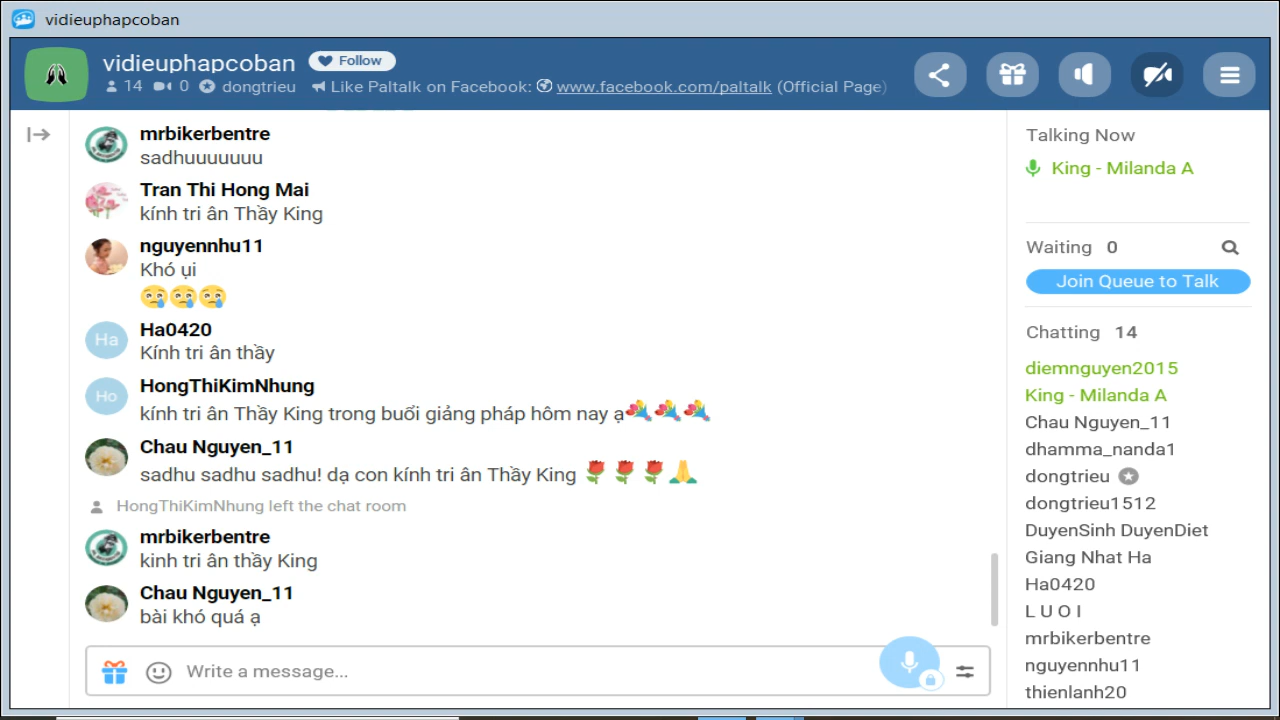 vidieuphapcoban
vidieuphapcoban Follow
14 0 dongtrieu Like Paltalk on Facebook: www.facebook.com/paltalk (Official Page)
mrbikerbentre
sadhuuuuuuu
Tran Thi Hong Mai
kính tri ân Thầy King
nguyennhu11
Khó ụi
Ha
Ha0420
Kính tri ân thầy
Ho
HongThiKimNhung
kính tri ân Thầy King trong buổi giảng pháp hôm nay ạ
Chau Nguyen_11
sadhu sadhu sadhu! dạ con kính tri ân Thầy King
HongThiKimNhung left the chat room
mrbikerbentre
kinh tri ân thầy King
Chau Nguyen_11
bài khó quá ạ
Write a message...
Talking Now
King - Milanda A
Waiting 0
Join Queue to Talk
Chatting 14
diemnguyen2015
King - Milanda A
Chau Nguyen_11
dhamma_nanda1
dongtrieu
dongtrieu1512
DuyenSinh DuyenDiet
Giang Nhat Ha
Ha0420
L U O I
mrbikerbentre
nguyennhu11
thienlanh20